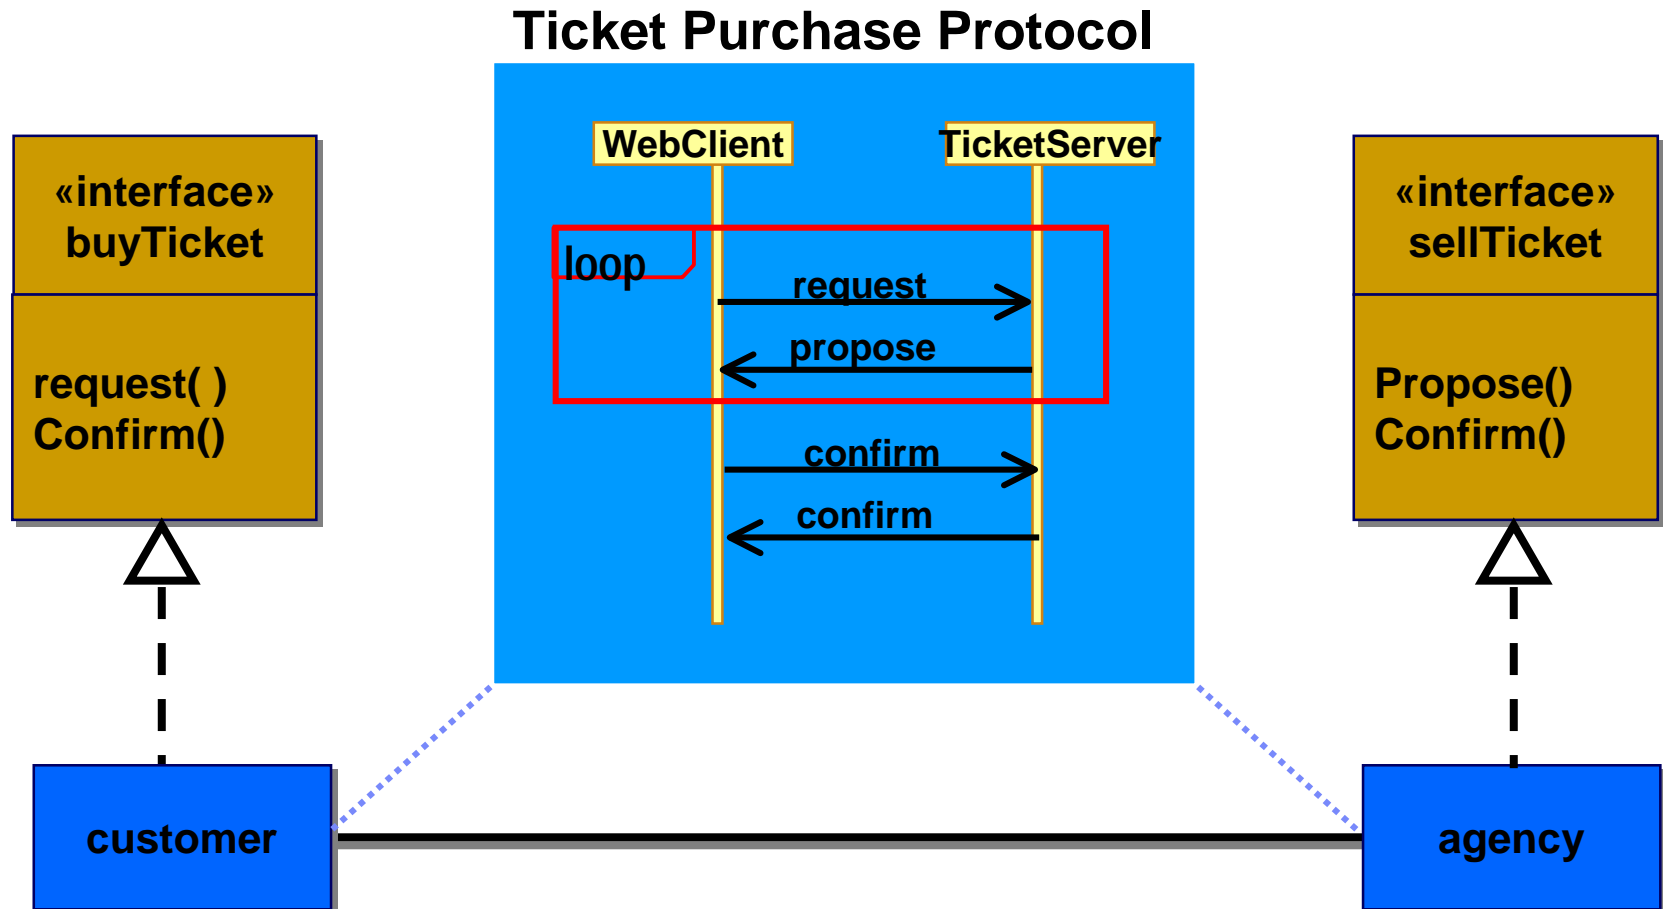 Ticket Purchase Protocol
«interface»
buyTicket
request( )
Confirm()
WebClient
TicketServer
loop
request
propose
confirm
confirm
«interface»
sellTicket
Propose()
Confirm()
customer
agency